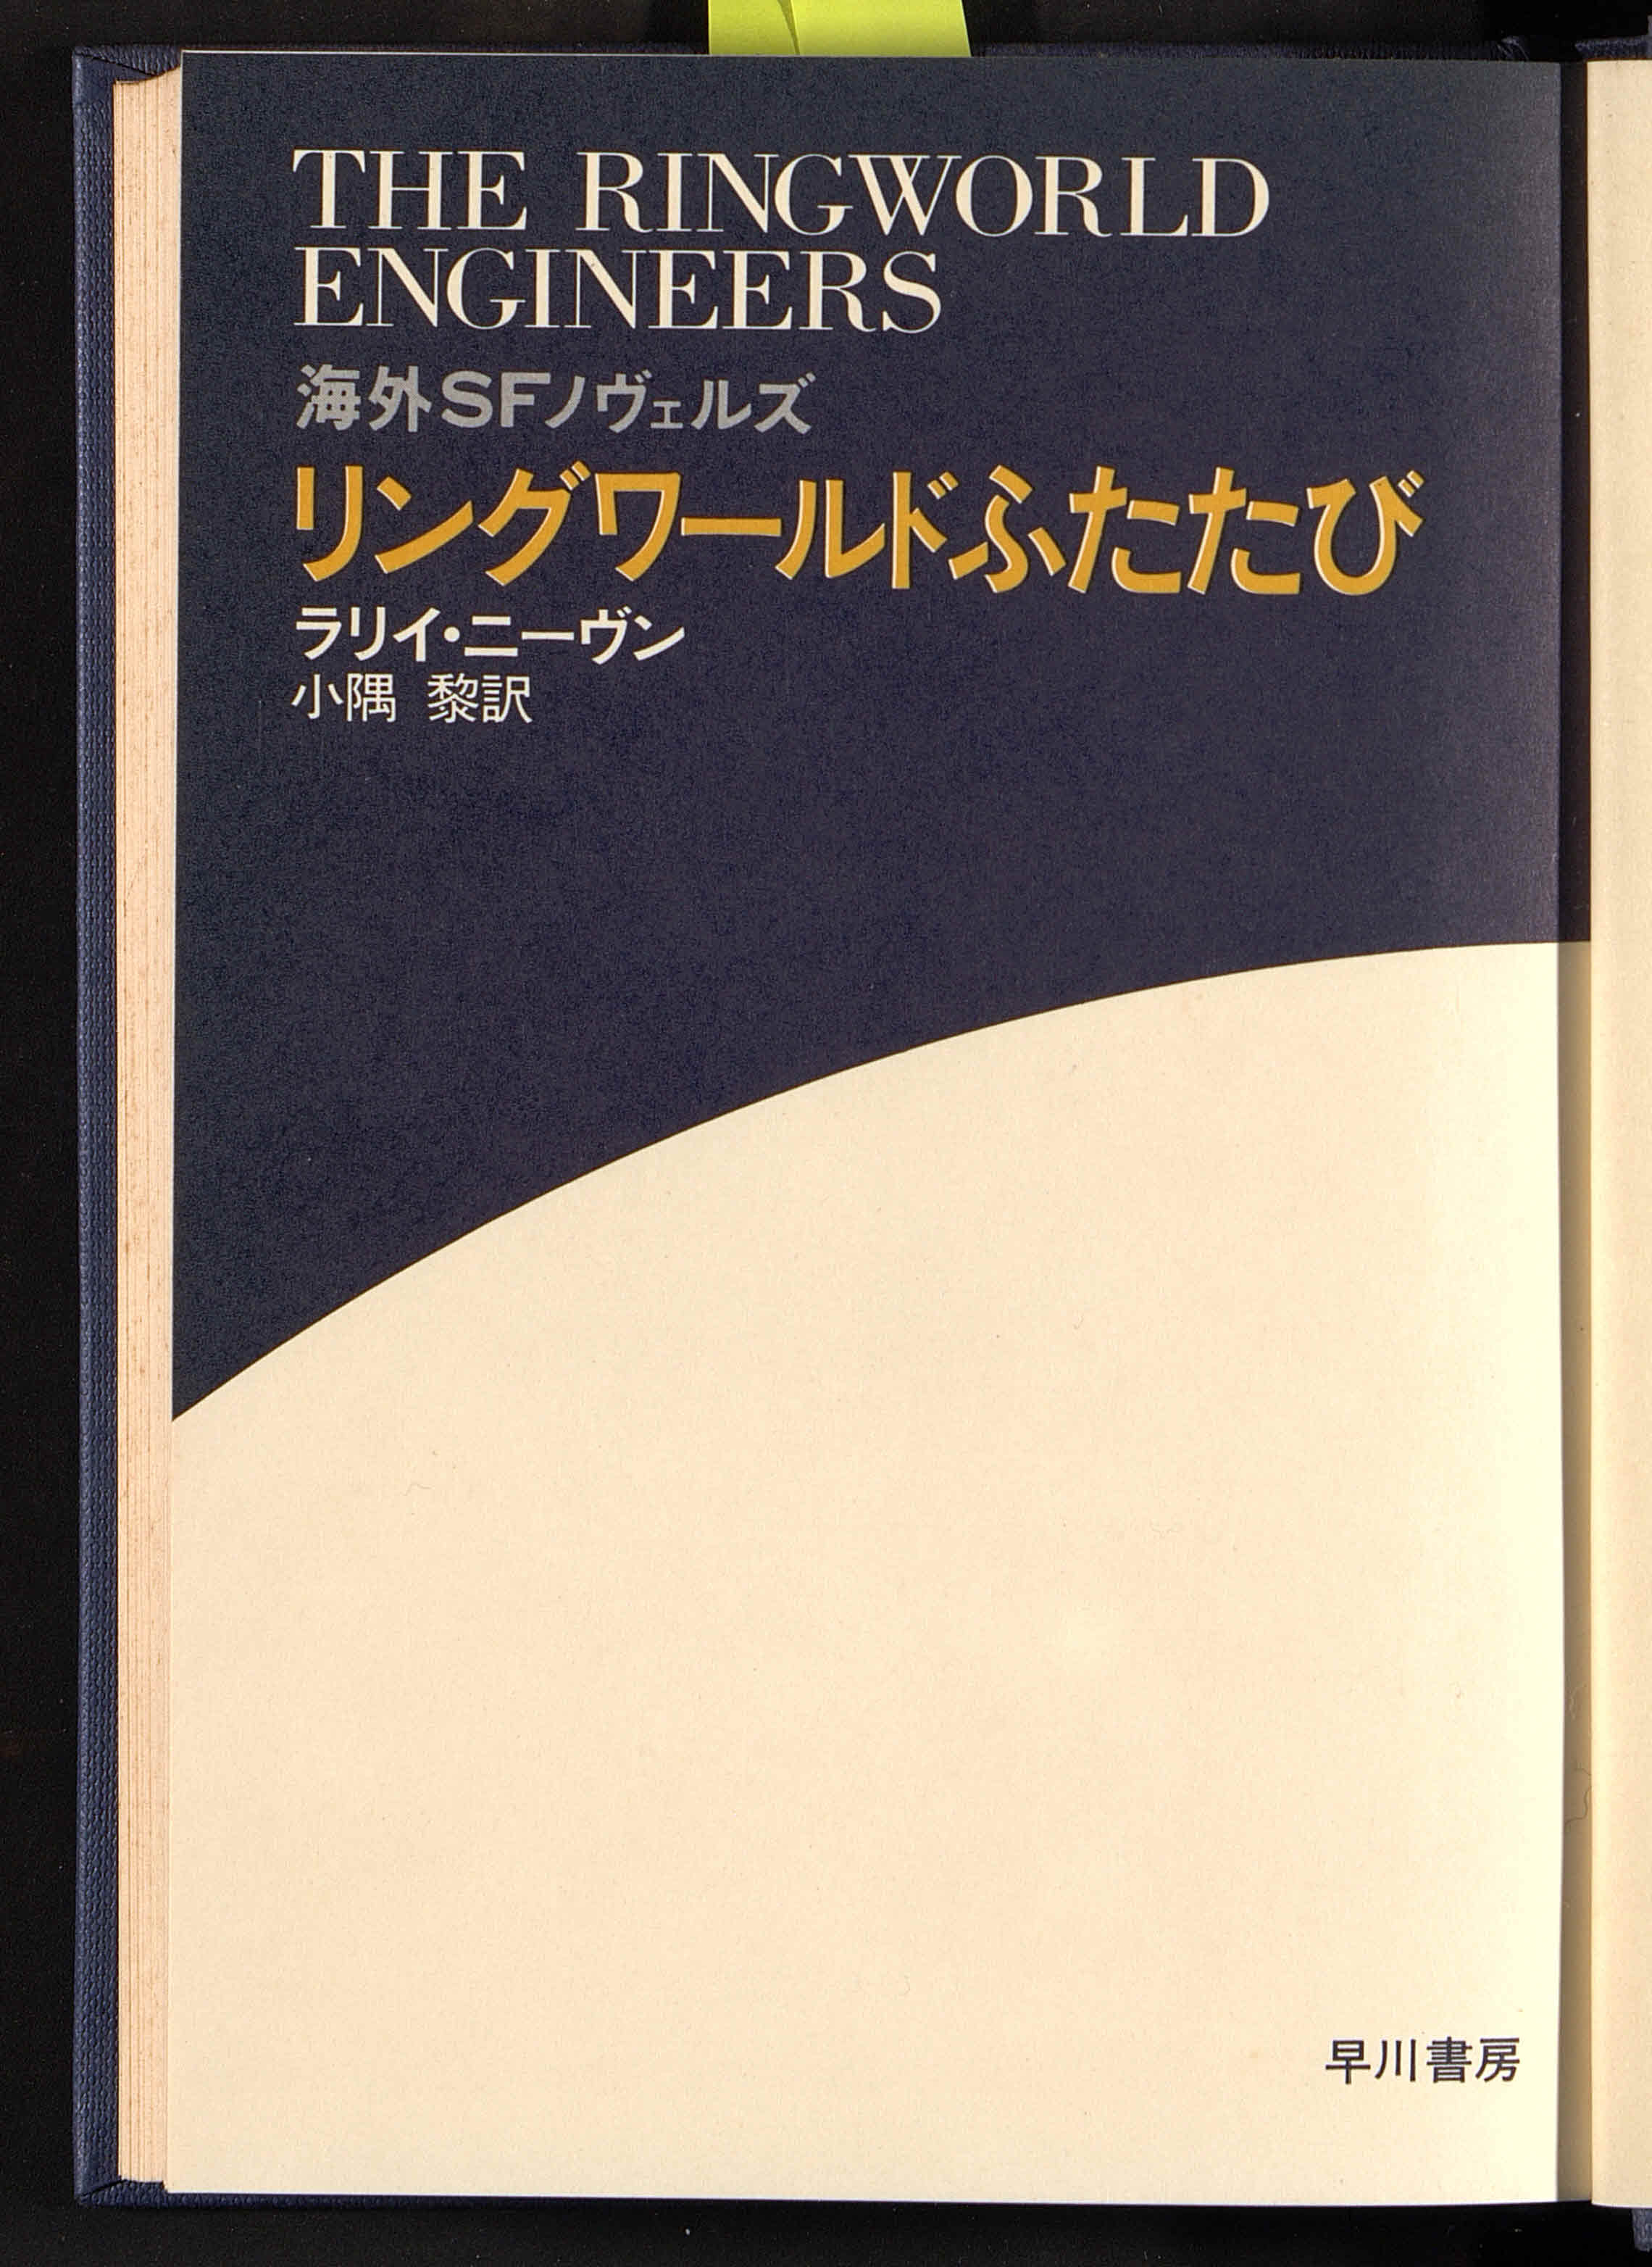 THE RINGWORLD
ENGINEERS
海外SFノヴェルズ
リングワールドふたたび
ラリイ・ニーヴン
小隅 黎訳
早川書房